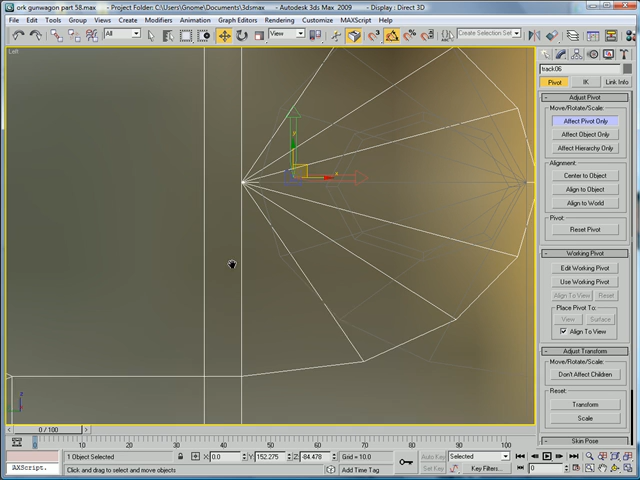 ork gunwagon part 58.max - Project Folder: C:\Users\Gnome\Documents\3dsmax - Autodesk 3ds Max 2009 - Display : Direct 3D
File Edit Tools Group Views Create Modifiers Animation Graph Editors Rendering Customize MAXScript Help
All View Create Selection Set
Left
track06
Pivot IK Link Info
Adjust Pivot
Move/Rotate/Scale:
Affect Pivot Only
Affect Object Only
Affect Hierarchy Only
Alignment:
Center to Object
Align to Object
Align to World
Pivot:
Reset Pivot
Working Pivot
Edit Working Pivot
Use Working Pivot
Align To View Reset
Place Pivot To:
View Surface
Align To View
Adjust Transform
Move/Rotate/Scale:
Don't Affect Children
Reset:
Transform
Scale
Skin Pose
y
x
z
0 / 100
0 10 20 30 40 50 60 70 80 90 100
1 Object Selected X: 0.0 Y: 152.275 Z: -84.478 Grid = 10.0 Auto Key Selected
AXScript. Click and drag to select and move objects Add Time Tag Set Key Key Filters... 0